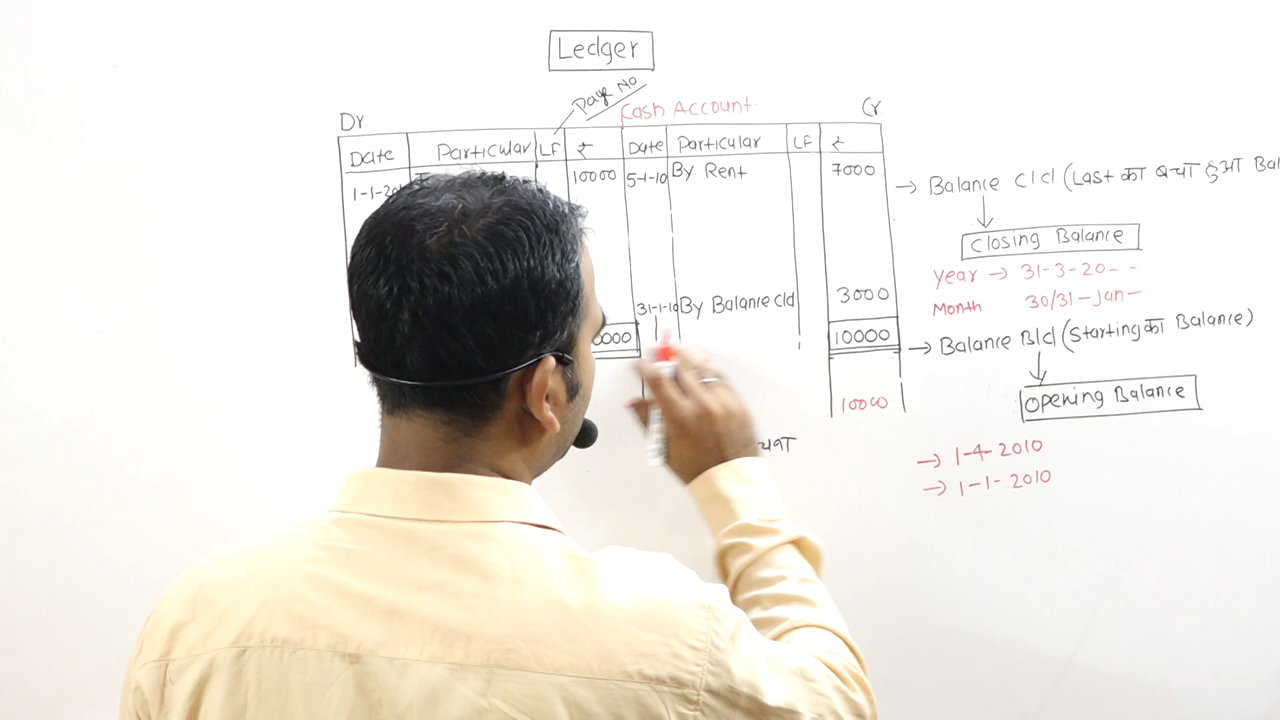 Ledger
Page No
Cash Account
Dr.
Cr.
Date Particular LF ₹ Date Particular LF ₹
1-1-20 10000 5-1-10 By Rent 7000
31-1-10 By Balance C/d 3000
0000 10000
10000
→ Balance C/d (Last का बचा हुआ Bal
Closing Balance
Year → 31-3-20--
Month 30/31-Jan-
→ Balance B/d (Starting का Balance)
Opening Balance
→ 1-4-2010
→ 1-1-2010